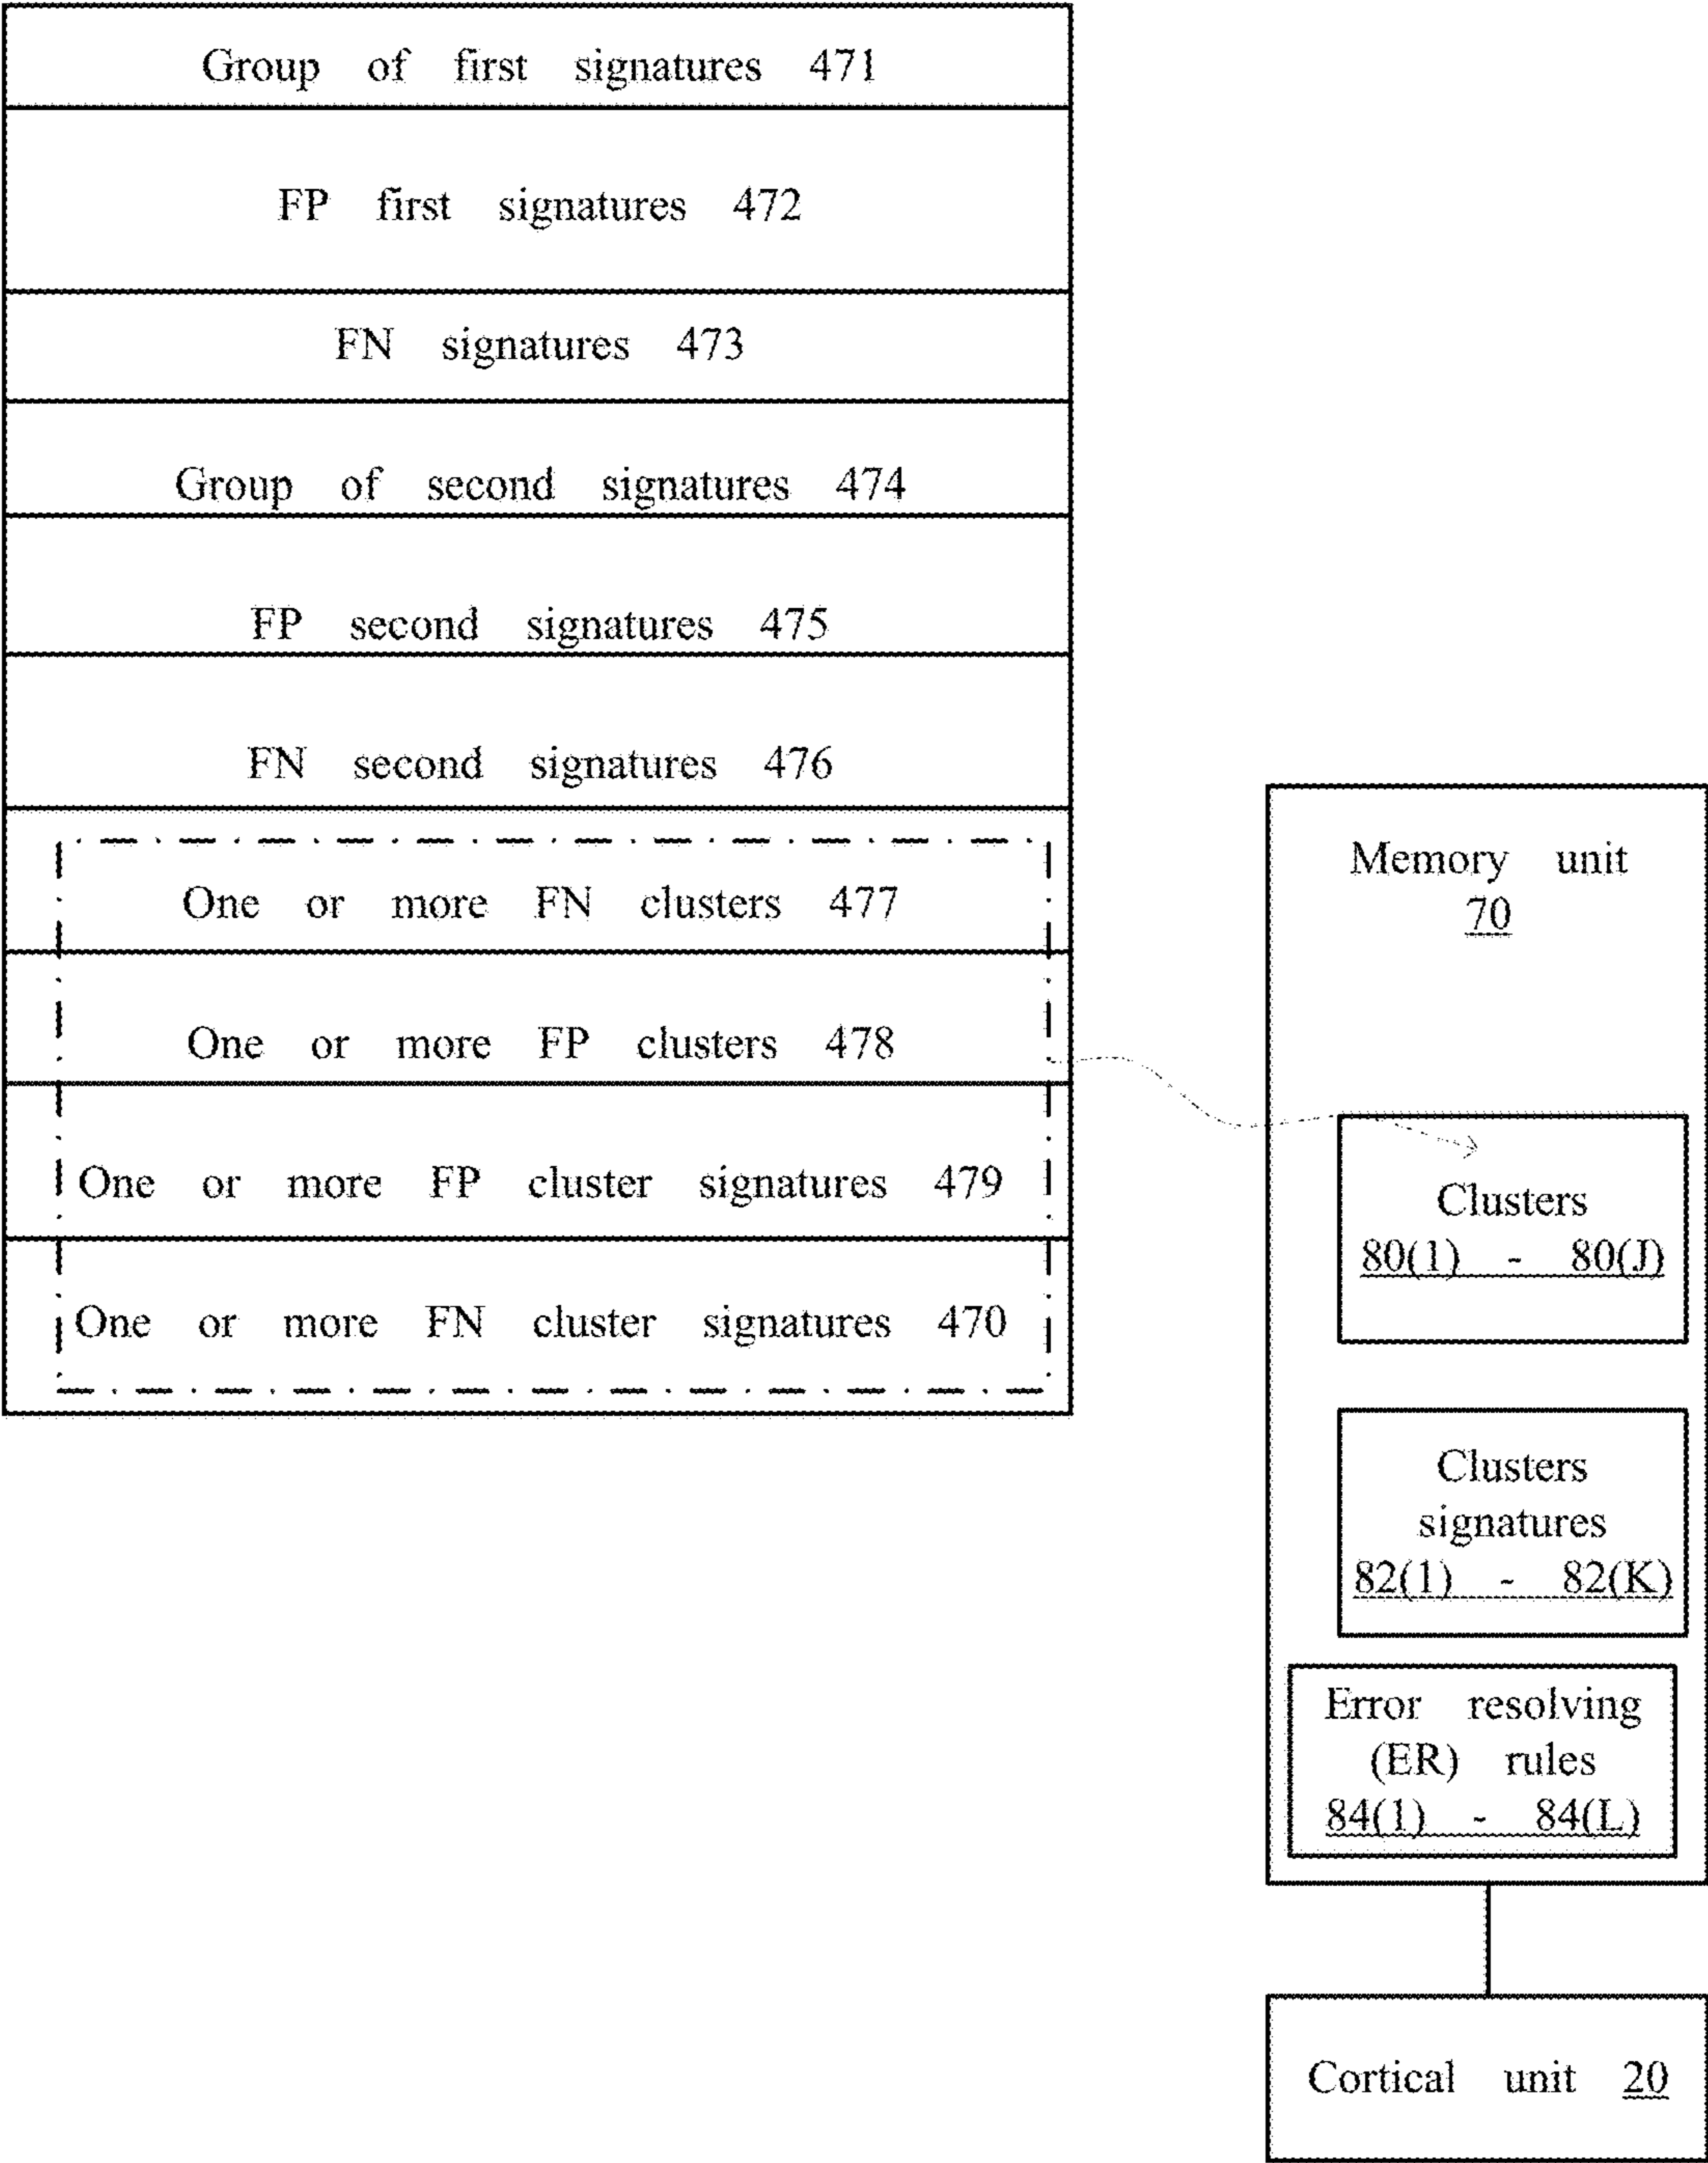 Group of first signatures 471
FP first signatures 472
FN signatures 473
Group of second signatures 474
FP second signatures 475
FN second signatures 476
One or more FN clusters 477
One or more FP clusters 478
One or more FP cluster signatures 479
One or more FN cluster signatures 470
Memory unit
70
Clusters
80(1) - 80(J)
Clusters
signatures
82(1) - 82(K)
Error resolving
(ER) rules
84(1) - 84(L)
Cortical unit 20